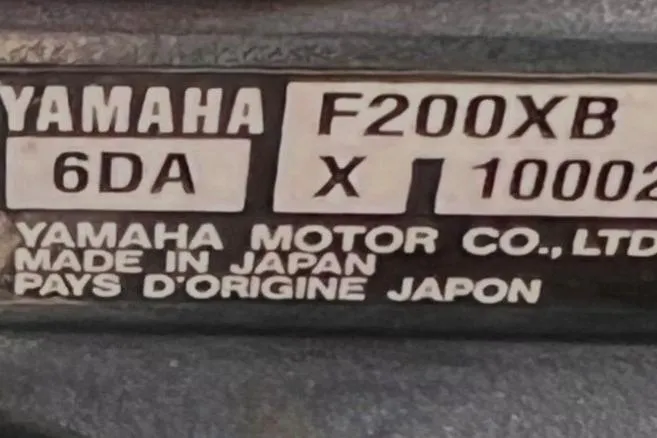 YAMAHA F200XB
6DA X 10002
YAMAHA MOTOR CO., LTD
MADE IN JAPAN
PAYS D'ORIGINE JAPON